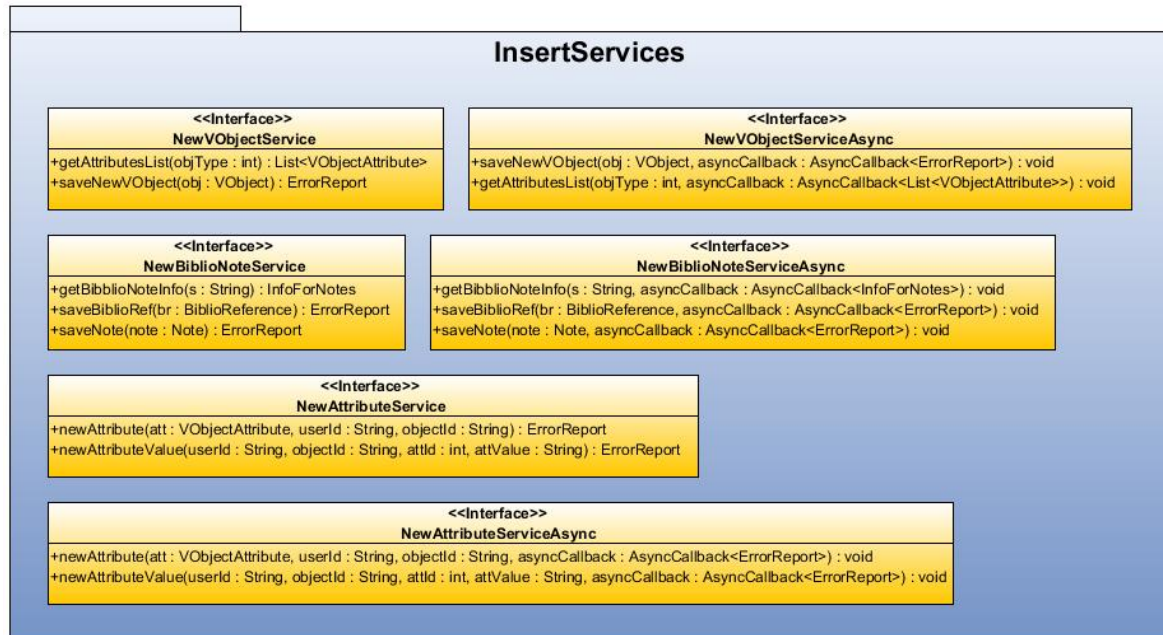 InsertServices
<<Interface>>
NewVObjectService
+getAttributesList(objType : int) : List<VObjectAttribute>
+saveNewVObject(obj : VObject) : ErrorReport
<<Interface>>
NewVObjectServiceAsync
+saveNewVObject(obj : VObject, asyncCallback : AsyncCallback<ErrorReport>) : void
+getAttributesList(objType : int, asyncCallback : AsyncCallback<List<VObjectAttribute>>) : void
<<Interface>>
NewBiblioNoteService
+getBibblioNoteInfo(s : String) : InfoForNotes
+saveBiblioRef(br : BiblioReference) : ErrorReport
+saveNote(note : Note) : ErrorReport
<<Interface>>
NewBiblioNoteServiceAsync
+getBibblioNoteInfo(s : String, asyncCallback : AsyncCallback<InfoForNotes>) : void
+saveBiblioRef(br : BiblioReference, asyncCallback : AsyncCallback<ErrorReport>) : void
+saveNote(note : Note, asyncCallback : AsyncCallback<ErrorReport>) : void
<<Interface>>
NewAttributeService
+newAttribute(att : VObjectAttribute, userId : String, objectId : String) : ErrorReport
+newAttributeValue(userId : String, objectId : String, attId : int, attValue : String) : ErrorReport
<<Interface>>
NewAttributeServiceAsync
+newAttribute(att : VObjectAttribute, userId : String, objectId : String, asyncCallback : AsyncCallback<ErrorReport>) : void
+newAttributeValue(userId : String, objectId : String, attId : int, attValue : String, asyncCallback : AsyncCallback<ErrorReport>) : void